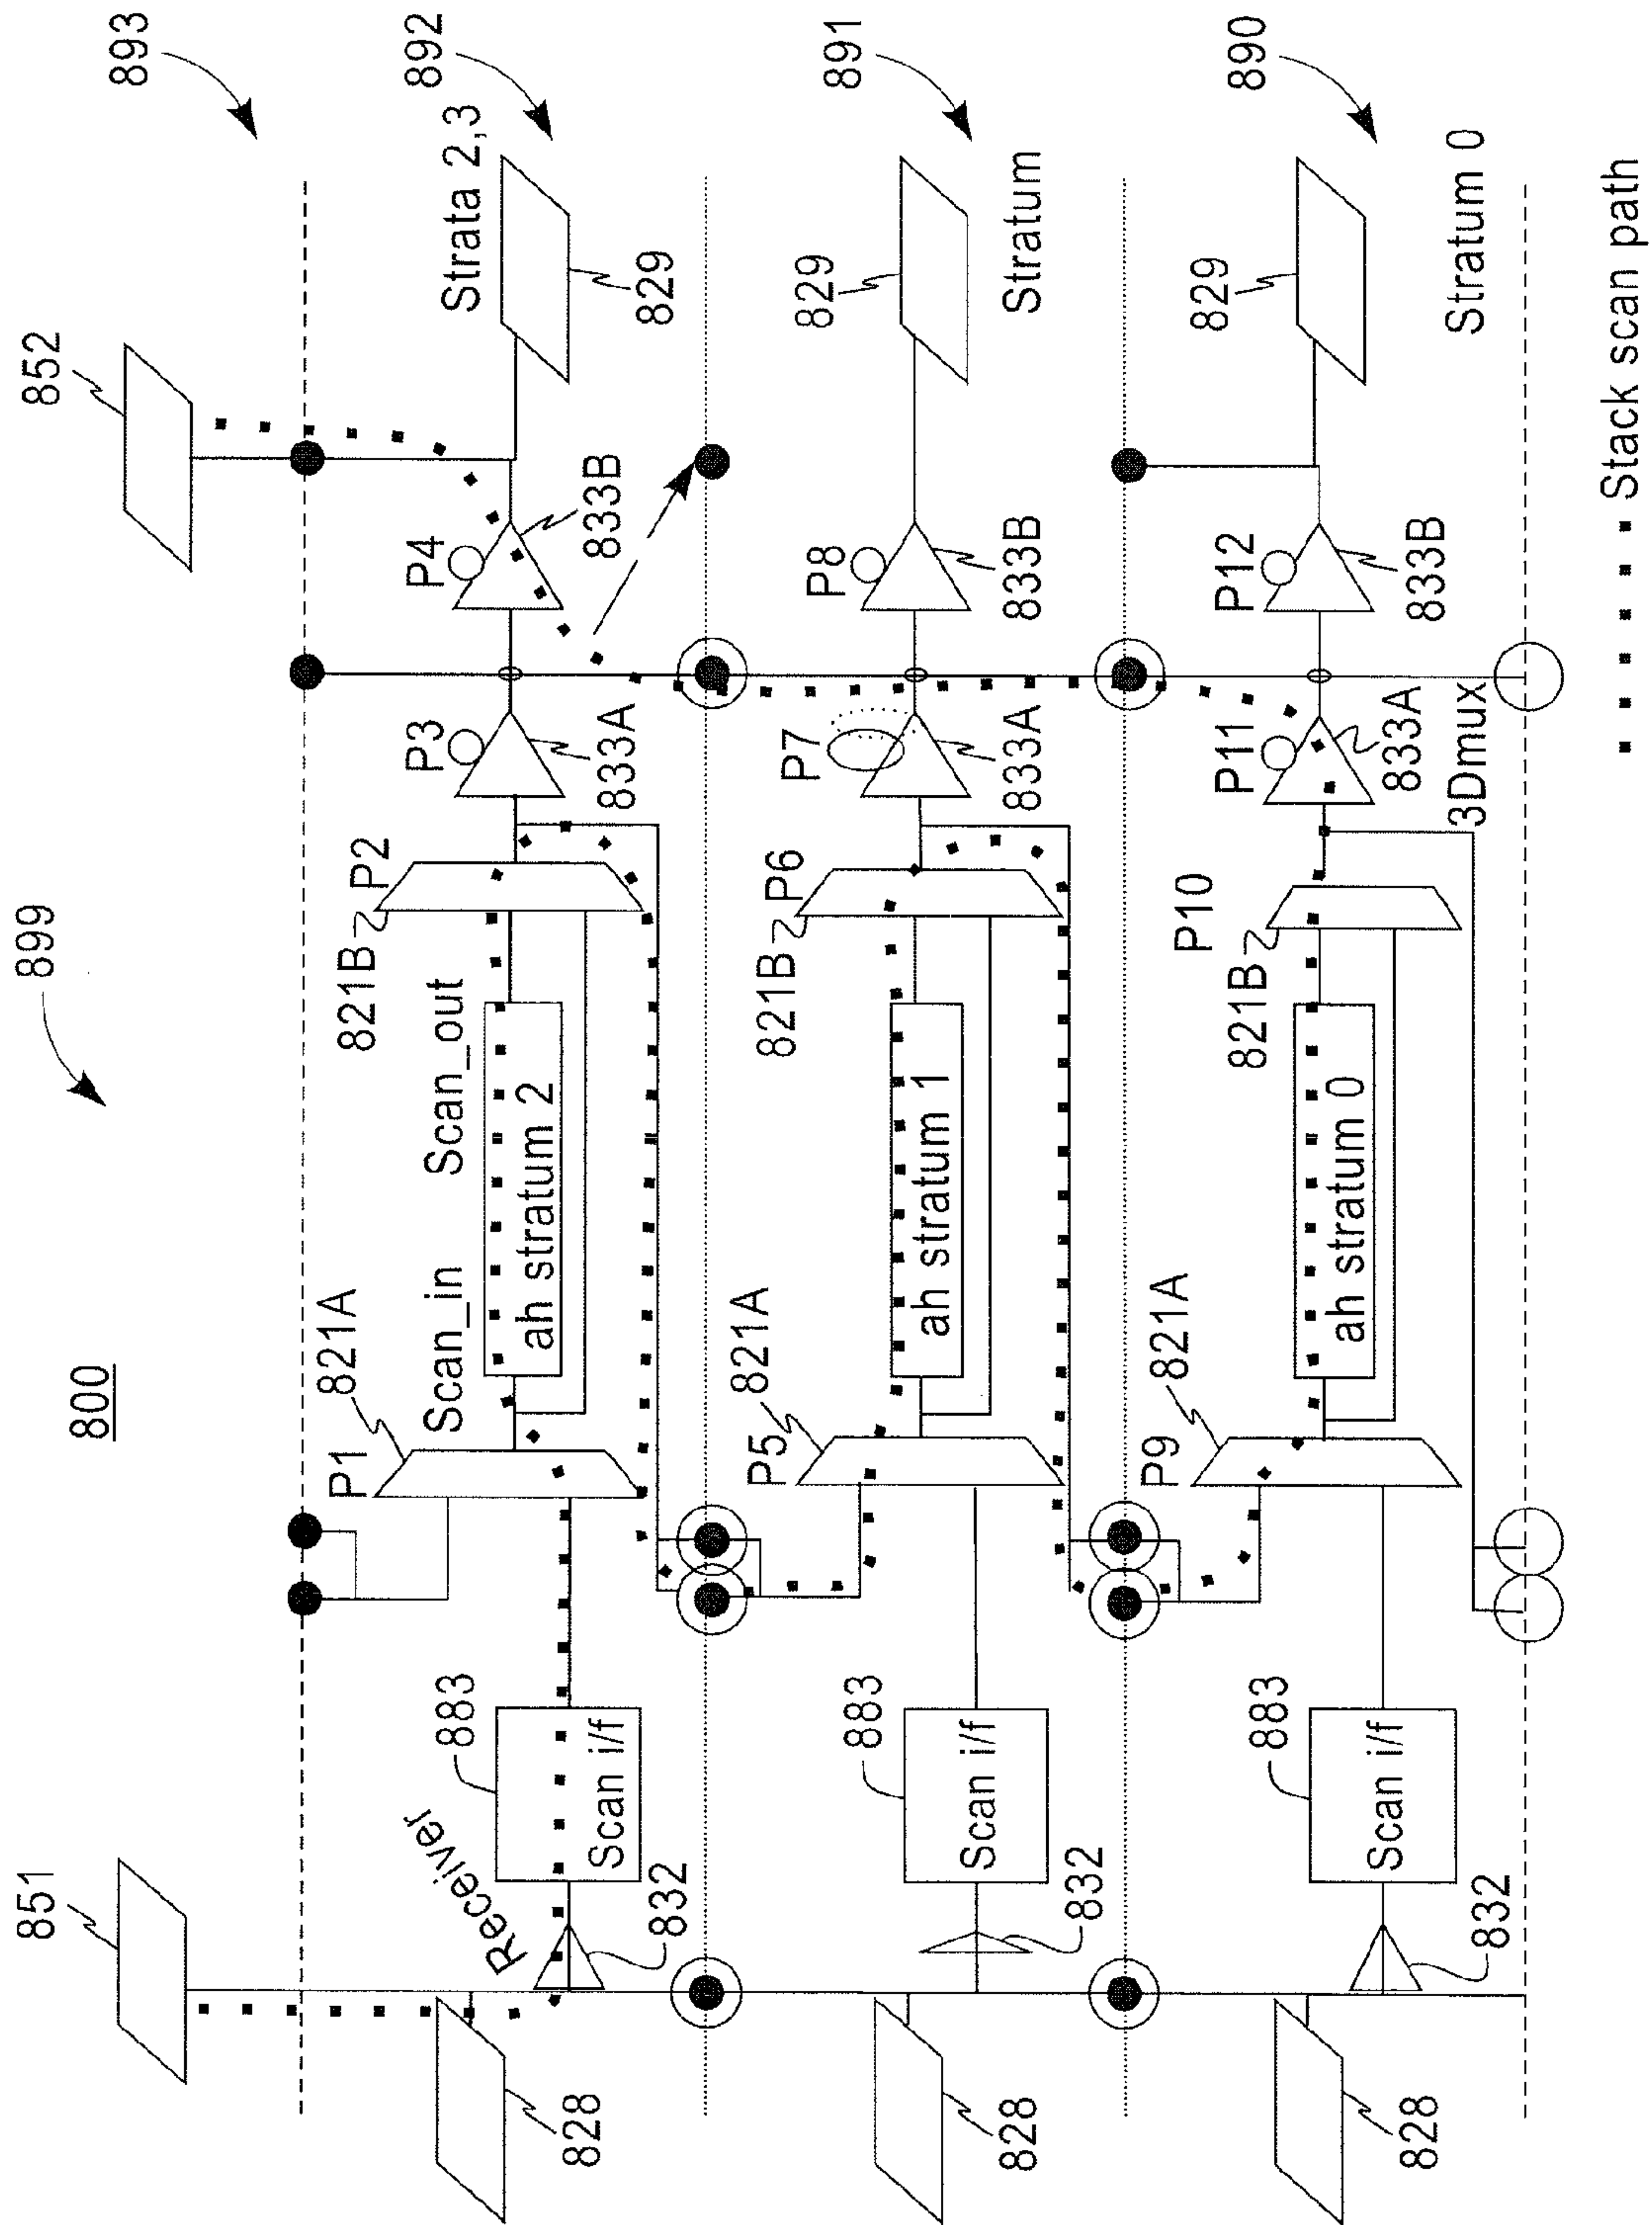 800
899
893
851
852
P1
821A
821B
P2
P3
P4
892
Scan_in
Scan_out
Strata 2,3
Receiver
883
Scan i/f
ah stratum 2
828
832
833A
833B
829
P5
821A
821B
P6
P7
P8
829
891
883
Scan i/f
ah stratum 1
828
832
833A
833B
Stratum
P9
821A
P10
821B
P11
P12
829
890
883
Scan i/f
ah stratum 0
828
832
833A
833B
3Dmux
Stratum 0
Stack scan path